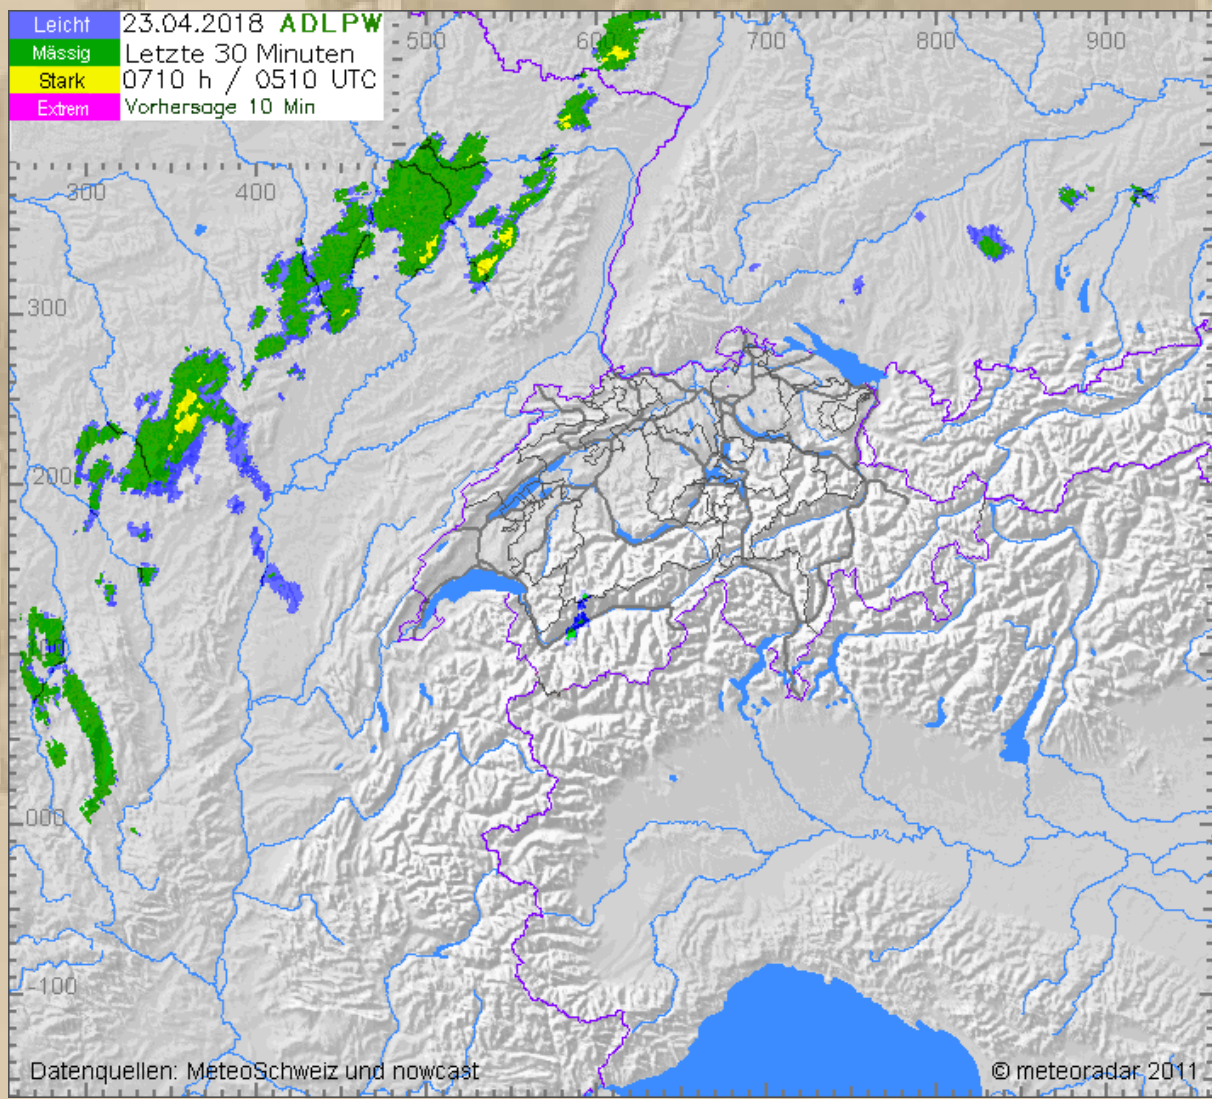 Leicht 23.04.2018 ADLPW
Mässig Letzte 30 Minuten
Stark 0710 h / 0510 UTC
Extrem Vorhersage 10 Min
500 600 700 800 900
300 400
300
200
000
-100
Datenquellen: MeteoSchweiz und nowcast
© meteoradar 2011